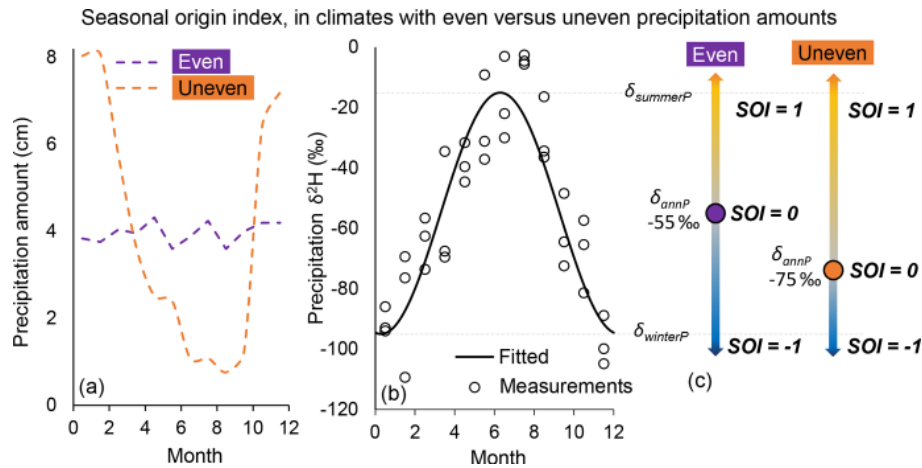 Seasonal origin index, in climates with even versus uneven precipitation amounts
Precipitation amount (cm)
8
6
4
2
0
Even
Uneven
(a)
0 2 4 6 8 10 12
Month
Precipitation δ²H (‰)
0
-20
-40
-60
-80
-100
-120
Fitted
Measurements
(b)
0 2 4 6 8 10 12
Month
Even Uneven
δsummerP
SOI = 1 SOI = 1
δannP
-55 ‰
SOI = 0
δannP
-75 ‰
SOI = 0
δwinterP
SOI = -1 SOI = -1
(c)